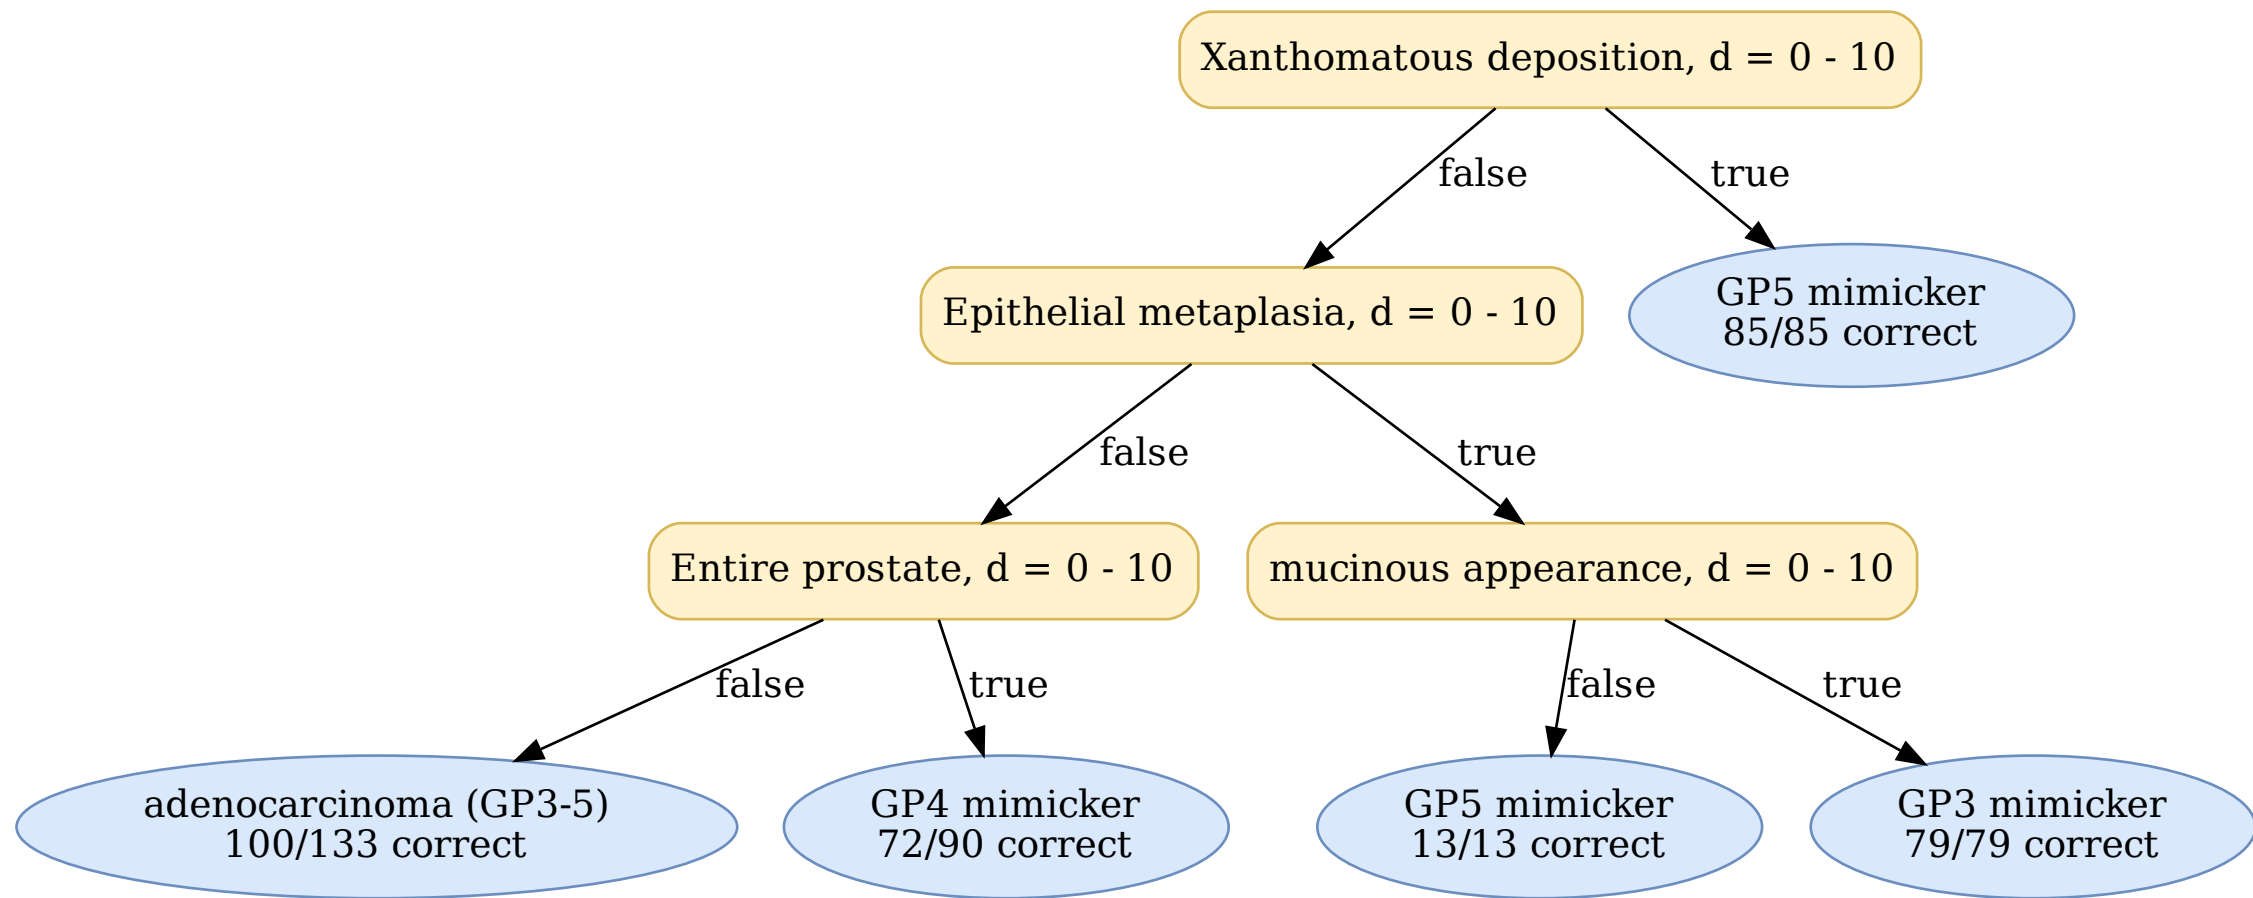 Xanthomatous deposition, d = 0 - 10
false
true
Epithelial metaplasia, d = 0 - 10
GP5 mimicker
85/85 correct
false
true
Entire prostate, d = 0 - 10
mucinous appearance, d = 0 - 10
false
true
false
true
adenocarcinoma (GP3-5)
100/133 correct
GP4 mimicker
72/90 correct
GP5 mimicker
13/13 correct
GP3 mimicker
79/79 correct